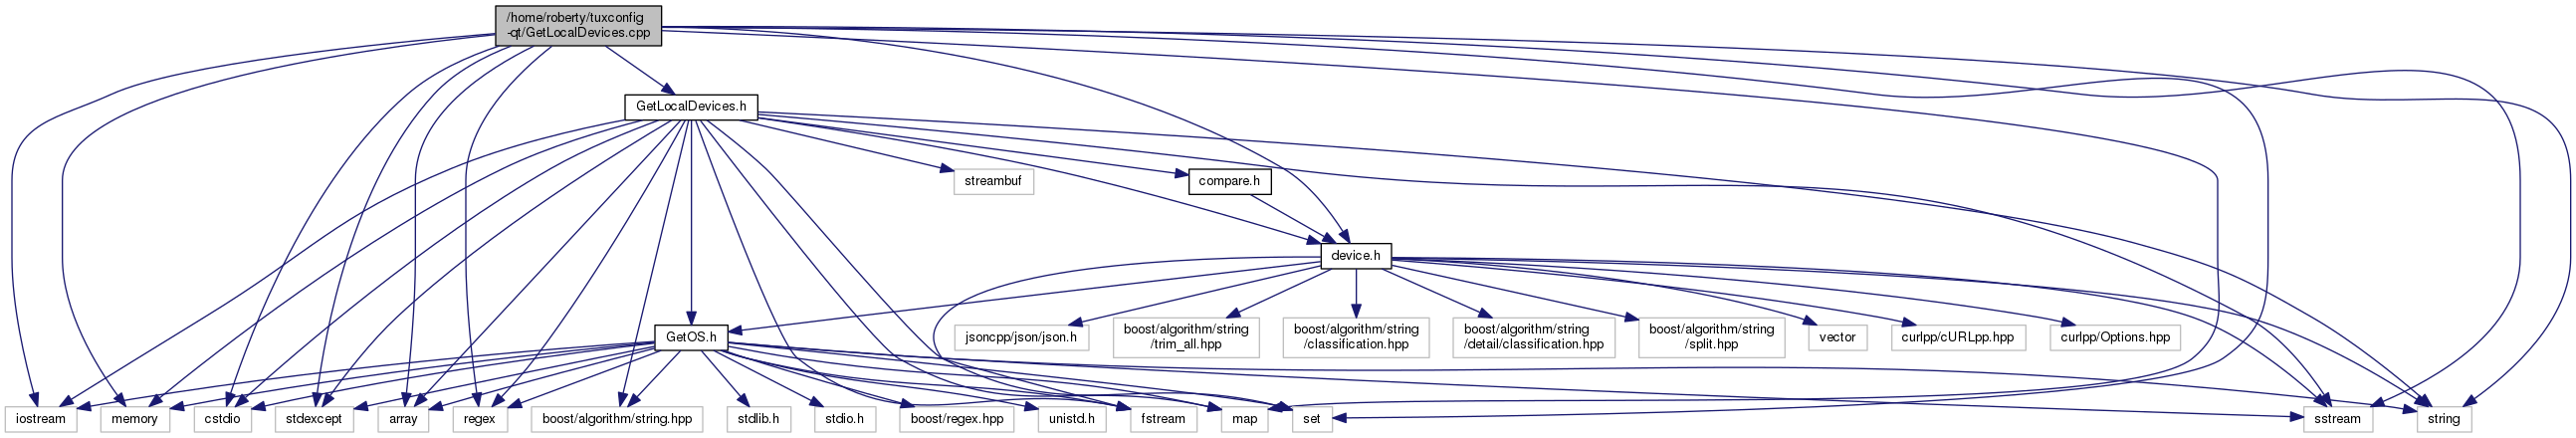 /home/roberty/tuxconfig
-qt/GetLocalDevices.cpp
GetLocalDevices.h
streambuf
compare.h
device.h
GetOS.h
jsoncpp/json/json.h
boost/algorithm/string
/trim_all.hpp
boost/algorithm/string
/classification.hpp
boost/algorithm/string
/detail/classification.hpp
boost/algorithm/string
/split.hpp
vector
curlpp/cURLpp.hpp
curlpp/Options.hpp
iostream
memory
cstdio
stdexcept
array
regex
boost/algorithm/string.hpp
stdlib.h
stdio.h
boost/regex.hpp
unistd.h
fstream
map
set
sstream
string